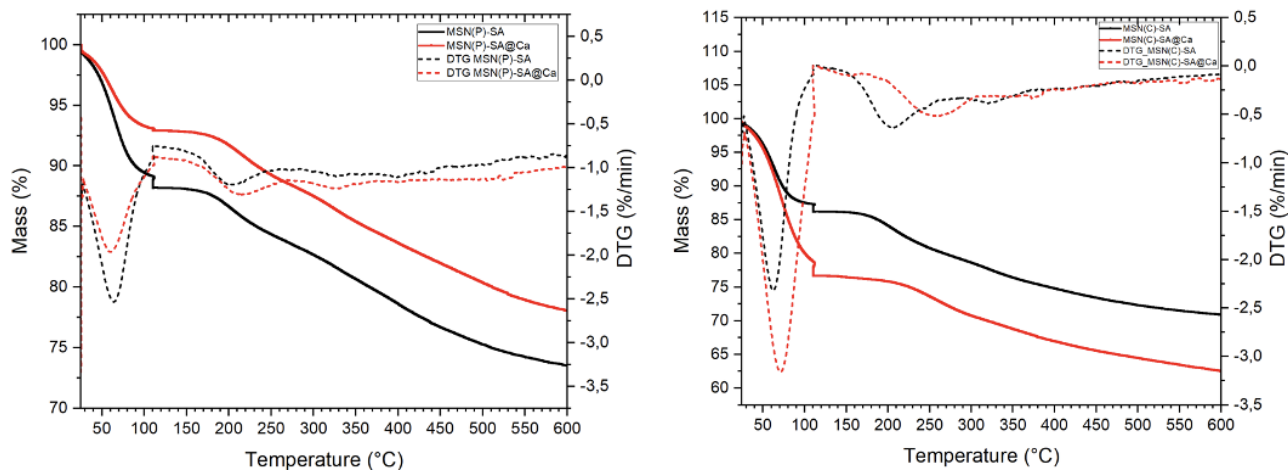 MSN(P)-SA
MSN(P)-SA@Ca
DTG MSN(P)-SA
DTG MSN(P)-SA@Ca
100
95
90
85
80
75
70
Mass (%)
0,5
0,0
-0,5
-1,0
-1,5
-2,0
-2,5
-3,0
-3,5
DTG (%/min)
50 100 150 200 250 300 350 400 450 500 550 600
Temperature (°C)
MSN(C)-SA
MSN(C)-SA@Ca
DTG_MSN(C)-SA
DTG_MSN(C)-SA@Ca
115
110
105
100
95
90
85
80
75
70
65
60
Mass (%)
0,5
0,0
-0,5
-1,0
-1,5
-2,0
-2,5
-3,0
-3,5
DTG (%/min)
50 100 150 200 250 300 350 400 450 500 550 600
Temperature (°C)